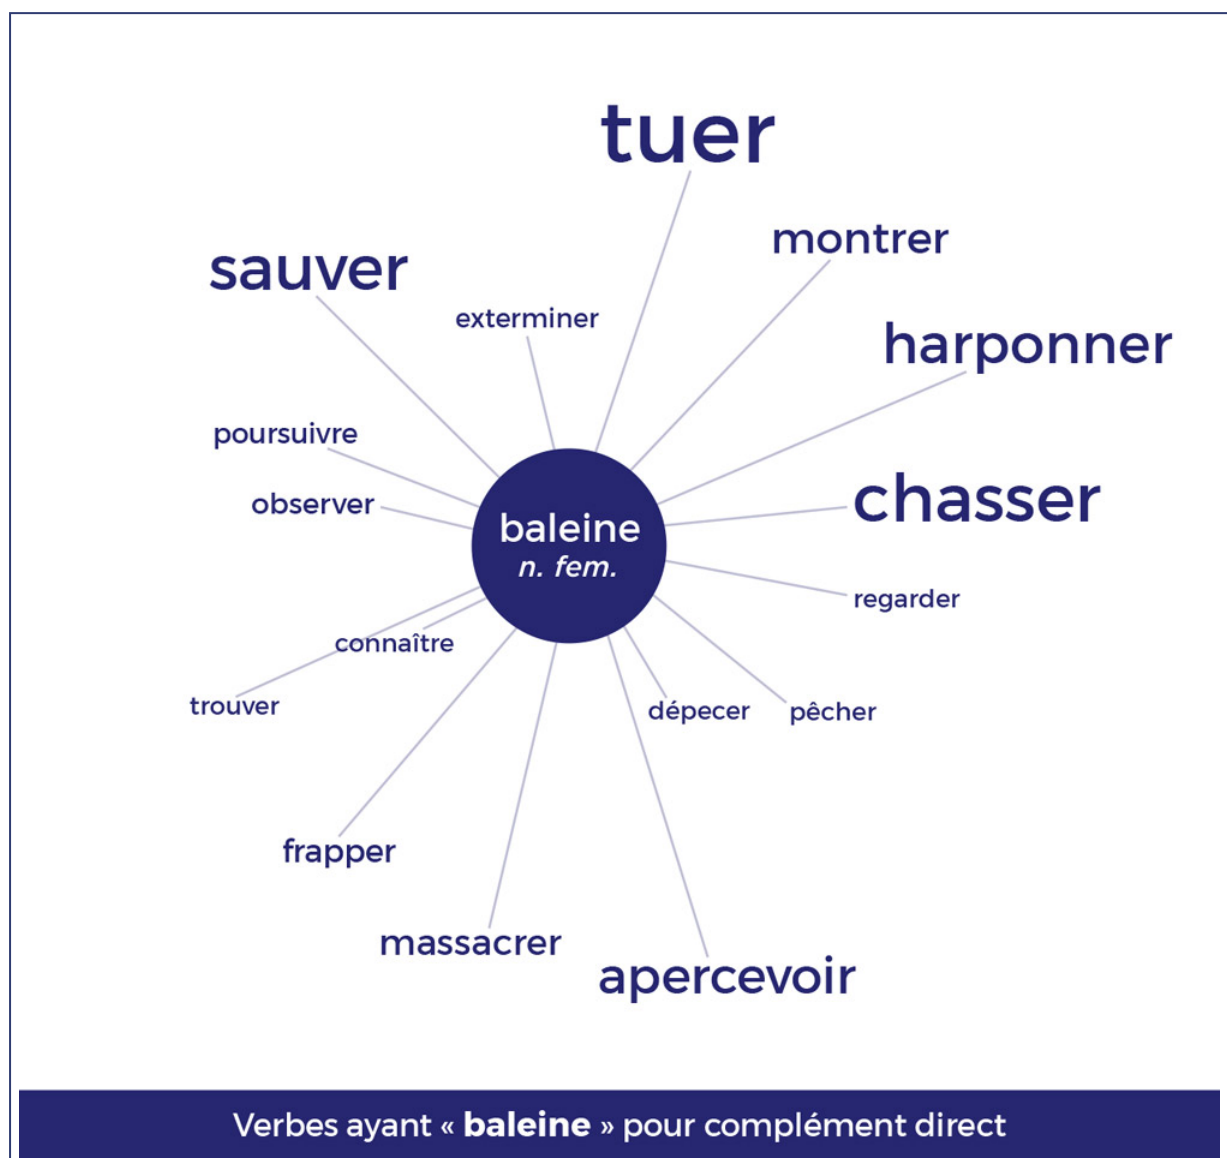 tuer
montrer
sauver
exterminer
harponner
poursuivre
chasser
observer
baleine
n. fem.
regarder
connaître
trouver
dépecer
pêcher
frapper
massacrer
apercevoir
Verbes ayant « baleine » pour complément direct